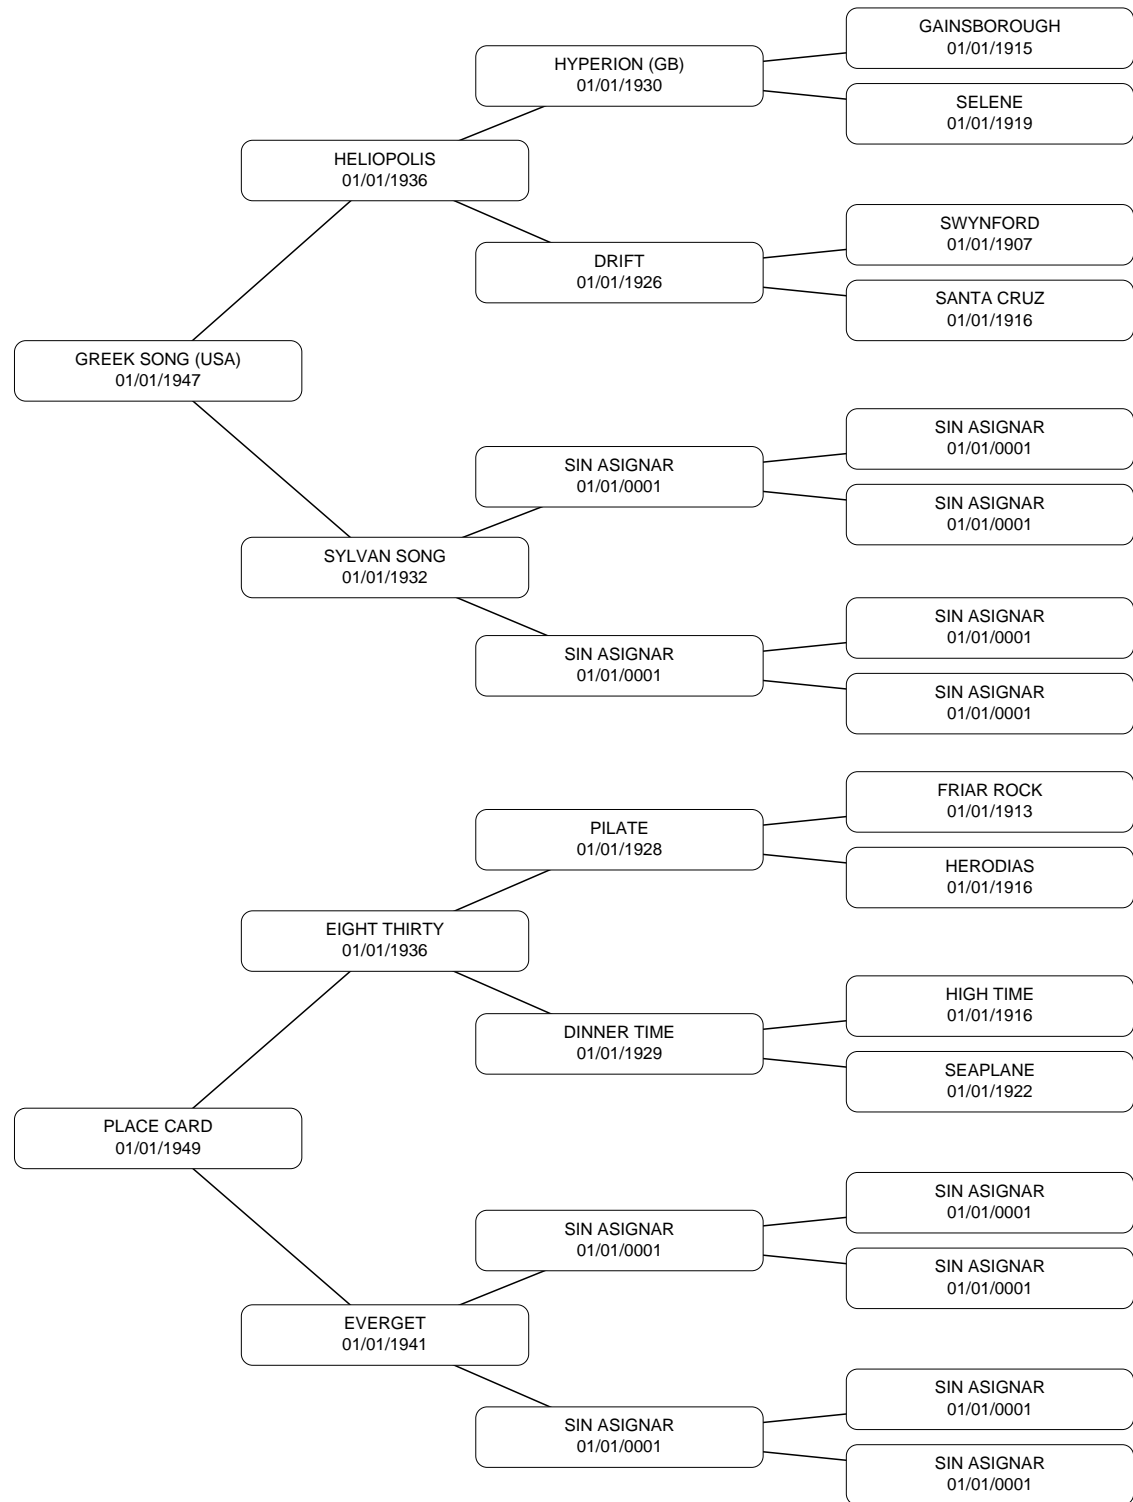 GAINSBOROUGH
01/01/1915
HYPERION (GB)
01/01/1930
SELENE
01/01/1919
HELIOPOLIS
01/01/1936
SWYNFORD
01/01/1907
DRIFT
01/01/1926
SANTA CRUZ
01/01/1916
GREEK SONG (USA)
01/01/1947
SIN ASIGNAR
01/01/0001
SIN ASIGNAR
01/01/0001
SIN ASIGNAR
01/01/0001
SYLVAN SONG
01/01/1932
SIN ASIGNAR
01/01/0001
SIN ASIGNAR
01/01/0001
SIN ASIGNAR
01/01/0001
FRIAR ROCK
01/01/1913
PILATE
01/01/1928
HERODIAS
01/01/1916
EIGHT THIRTY
01/01/1936
HIGH TIME
01/01/1916
DINNER TIME
01/01/1929
SEAPLANE
01/01/1922
PLACE CARD
01/01/1949
SIN ASIGNAR
01/01/0001
SIN ASIGNAR
01/01/0001
SIN ASIGNAR
01/01/0001
EVERGET
01/01/1941
SIN ASIGNAR
01/01/0001
SIN ASIGNAR
01/01/0001
SIN ASIGNAR
01/01/0001